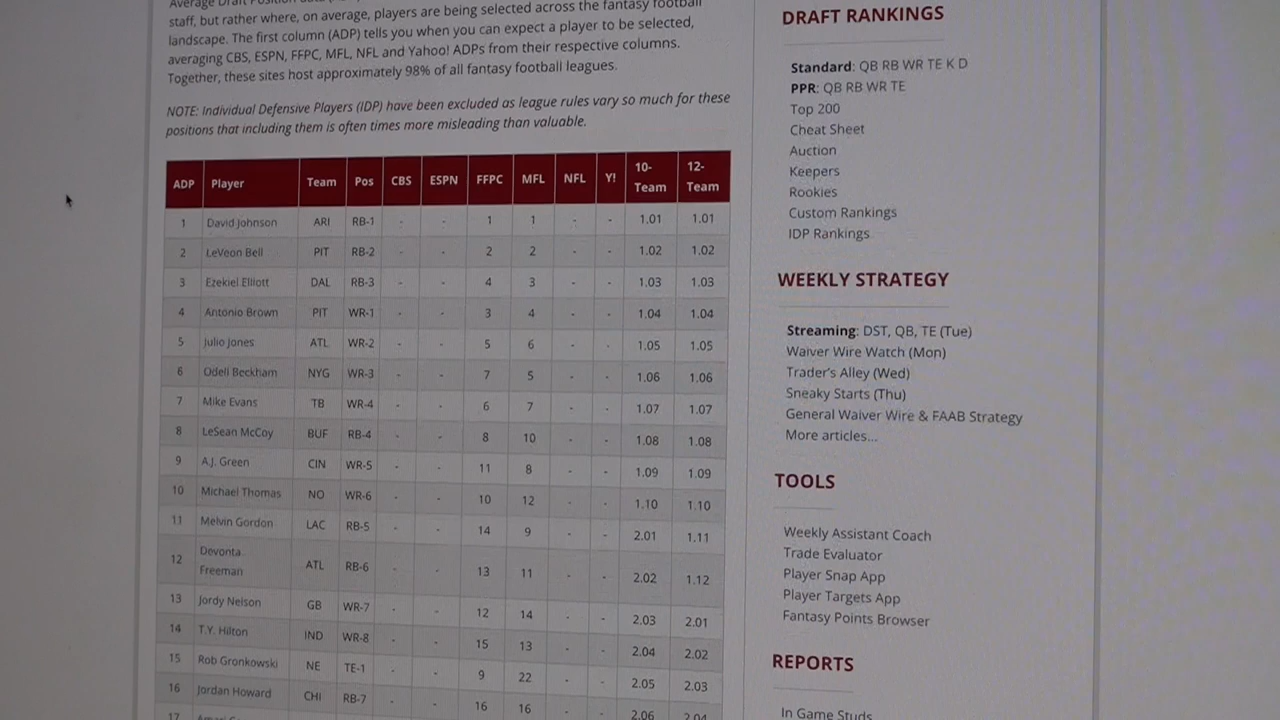 staff, but rather where, on average, players are being selected across the fantasy football
landscape. The first column (ADP) tells you when you can expect a player to be selected,
averaging CBS, ESPN, FFPC, MFL, NFL and Yahoo! ADPs from their respective columns.
Together, these sites host approximately 98% of all fantasy football leagues.
NOTE: Individual Defensive Players (IDP) have been excluded as league rules vary so much for these
positions that including them is often times more misleading than valuable.
ADP Player Team Pos CBS ESPN FFPC MFL NFL Y! 10-Team 12-Team
1 David Johnson ARI RB-1 - - 1 1 - - 1.01 1.01
2 LeVeon Bell PIT RB-2 - - 2 2 - - 1.02 1.02
3 Ezekiel Elliott DAL RB-3 - - 4 3 - - 1.03 1.03
4 Antonio Brown PIT WR-1 - - 3 4 - - 1.04 1.04
5 Julio Jones ATL WR-2 - - 5 6 - - 1.05 1.05
6 Odell Beckham NYG WR-3 - - 7 5 - - 1.06 1.06
7 Mike Evans TB WR-4 - - 6 7 - - 1.07 1.07
8 LeSean McCoy BUF RB-4 - - 8 10 - - 1.08 1.08
9 A.J. Green CIN WR-5 - - 11 8 - - 1.09 1.09
10 Michael Thomas NO WR-6 - - 10 12 - - 1.10 1.10
11 Melvin Gordon LAC RB-5 - - 14 9 - - 2.01 1.11
12 Devonta Freeman ATL RB-6 - - 13 11 - - 2.02 1.12
13 Jordy Nelson GB WR-7 - - 12 14 - - 2.03 2.01
14 T.Y. Hilton IND WR-8 - - 15 13 - - 2.04 2.02
15 Rob Gronkowski NE TE-1 - - 9 22 - - 2.05 2.03
16 Jordan Howard CHI RB-7 - - 16 16 - - 2.06 2.04
17
DRAFT RANKINGS
Standard: QB RB WR TE K D
PPR: QB RB WR TE
Top 200
Cheat Sheet
Auction
Keepers
Rookies
Custom Rankings
IDP Rankings
WEEKLY STRATEGY
Streaming: DST, QB, TE (Tue)
Waiver Wire Watch (Mon)
Trader's Alley (Wed)
Sneaky Starts (Thu)
General Waiver Wire & FAAB Strategy
More articles...
TOOLS
Weekly Assistant Coach
Trade Evaluator
Player Snap App
Player Targets App
Fantasy Points Browser
REPORTS
In Game Studs